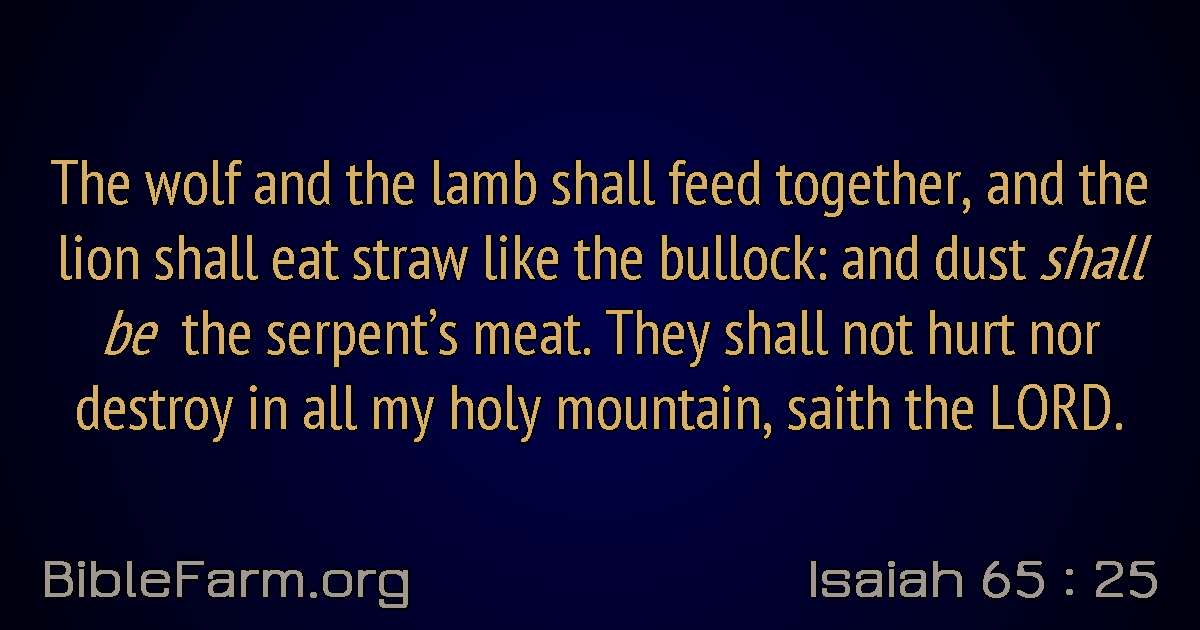 The wolf and the lamb shall feed together, and the
lion shall eat straw like the bullock: and dust shall
be the serpent’s meat. They shall not hurt nor
destroy in all my holy mountain, saith the LORD.
BibleFarm.org
Isaiah 65 : 25